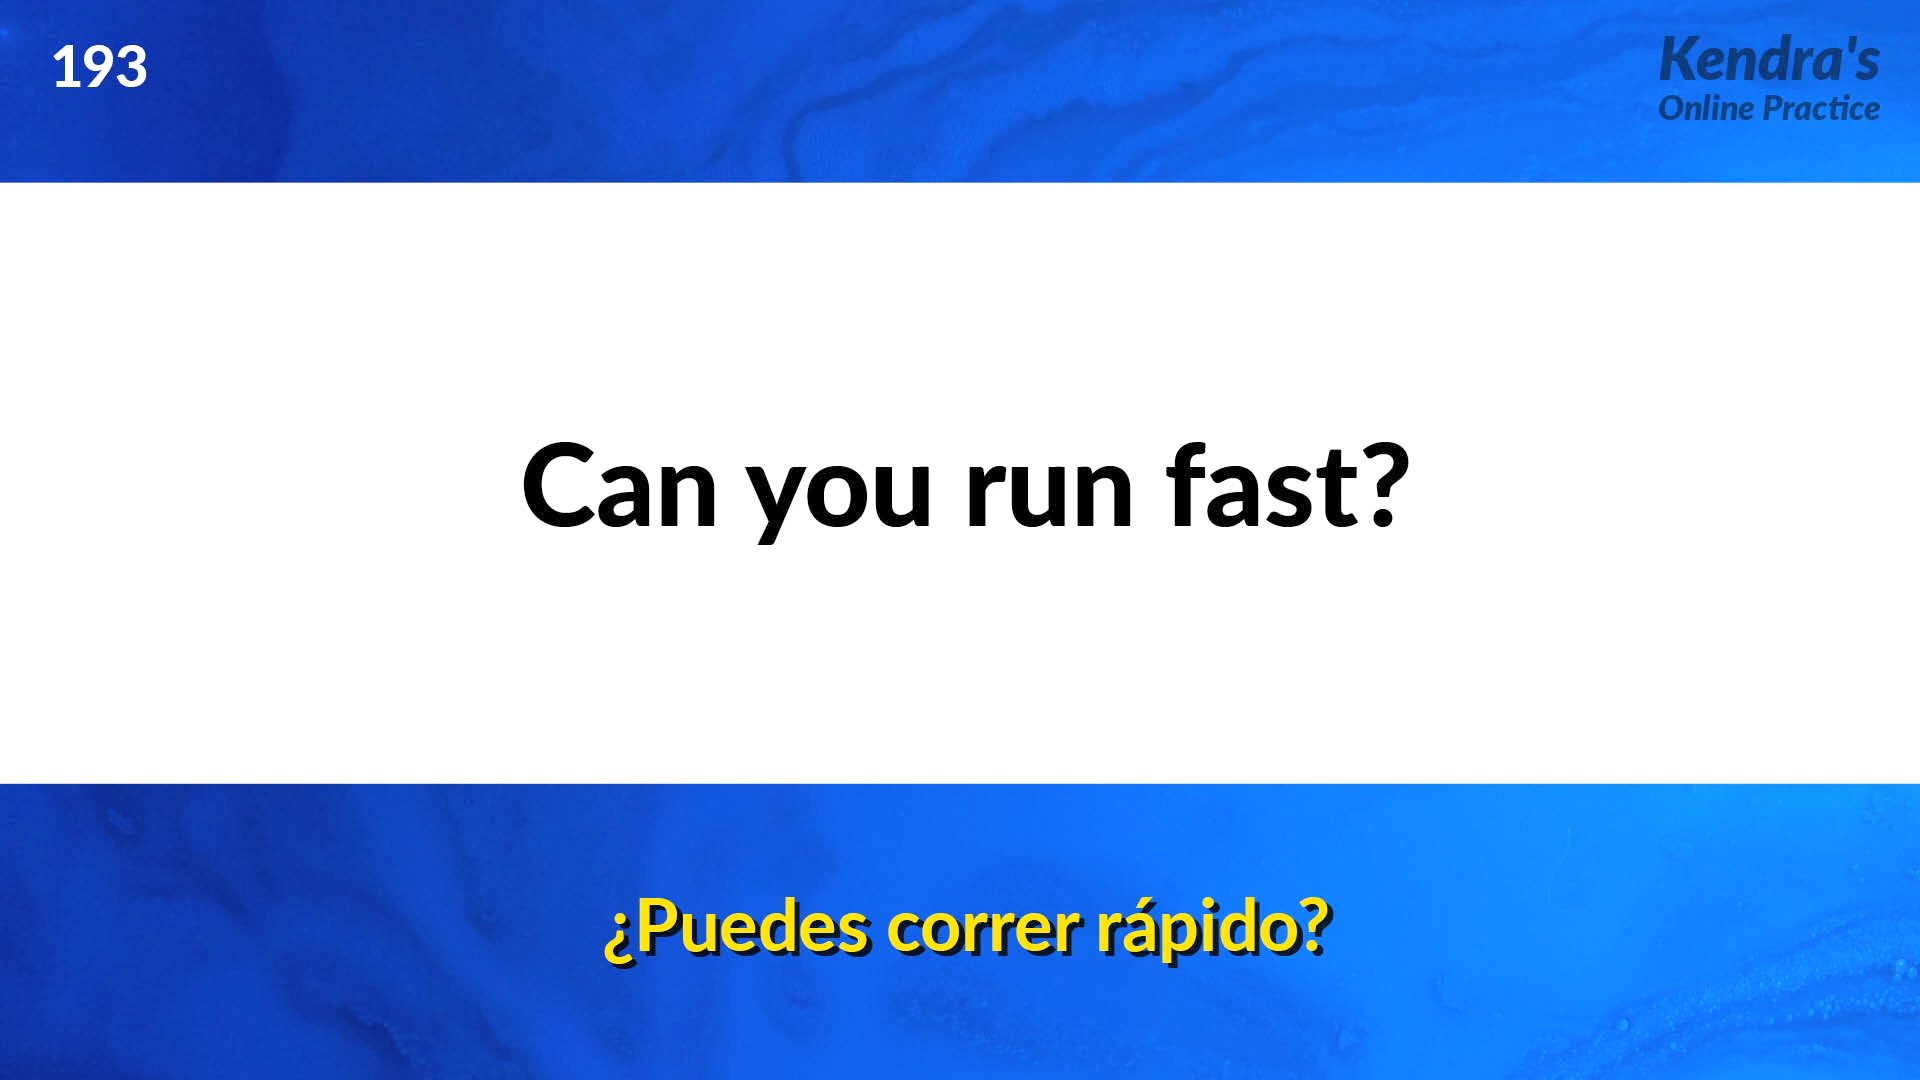 193
Kendra's
Online Practice
Can you run fast?
¿Puedes correr rápido?